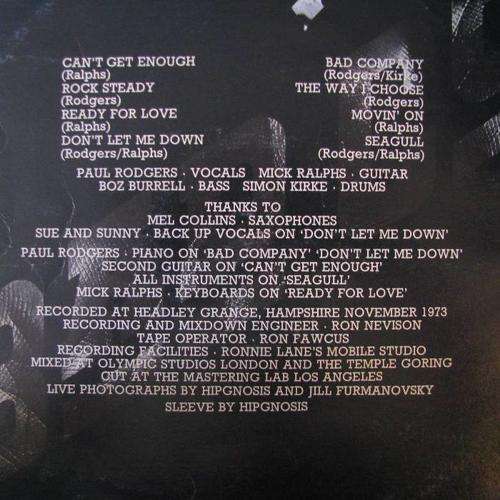 CAN'T GET ENOUGH
(Ralphs)
ROCK STEADY
(Rodgers)
READY FOR LOVE
(Ralphs)
DON'T LET ME DOWN
(Rodgers/Ralphs)
BAD COMPANY
(Rodgers/Kirke)
THE WAY I CHOOSE
(Rodgers)
MOVIN' ON
(Ralphs)
SEAGULL
(Rodgers/Ralphs)
PAUL RODGERS · VOCALS MICK RALPHS · GUITAR
BOZ BURRELL · BASS SIMON KIRKE · DRUMS
THANKS TO
MEL COLLINS · SAXOPHONES
SUE AND SUNNY · BACK UP VOCALS ON 'DON'T LET ME DOWN'
PAUL RODGERS · PIANO ON 'BAD COMPANY' 'DON'T LET ME DOWN'
SECOND GUITAR ON 'CAN'T GET ENOUGH'
ALL INSTRUMENTS ON 'SEAGULL'
MICK RALPHS · KEYBOARDS ON 'READY FOR LOVE'
RECORDED AT HEADLEY GRANGE, HAMPSHIRE NOVEMBER 1973
RECORDING AND MIXDOWN ENGINEER · RON NEVISON
TAPE OPERATOR · RON FAWCUS
RECORDING FACILITIES · RONNIE LANE'S MOBILE STUDIO
MIXED AT OLYMPIC STUDIOS LONDON AND THE TEMPLE GORING
CUT AT THE MASTERING LAB LOS ANGELES
LIVE PHOTOGRAPHS BY HIPGNOSIS AND JILL FURMANOVSKY
SLEEVE BY HIPGNOSIS